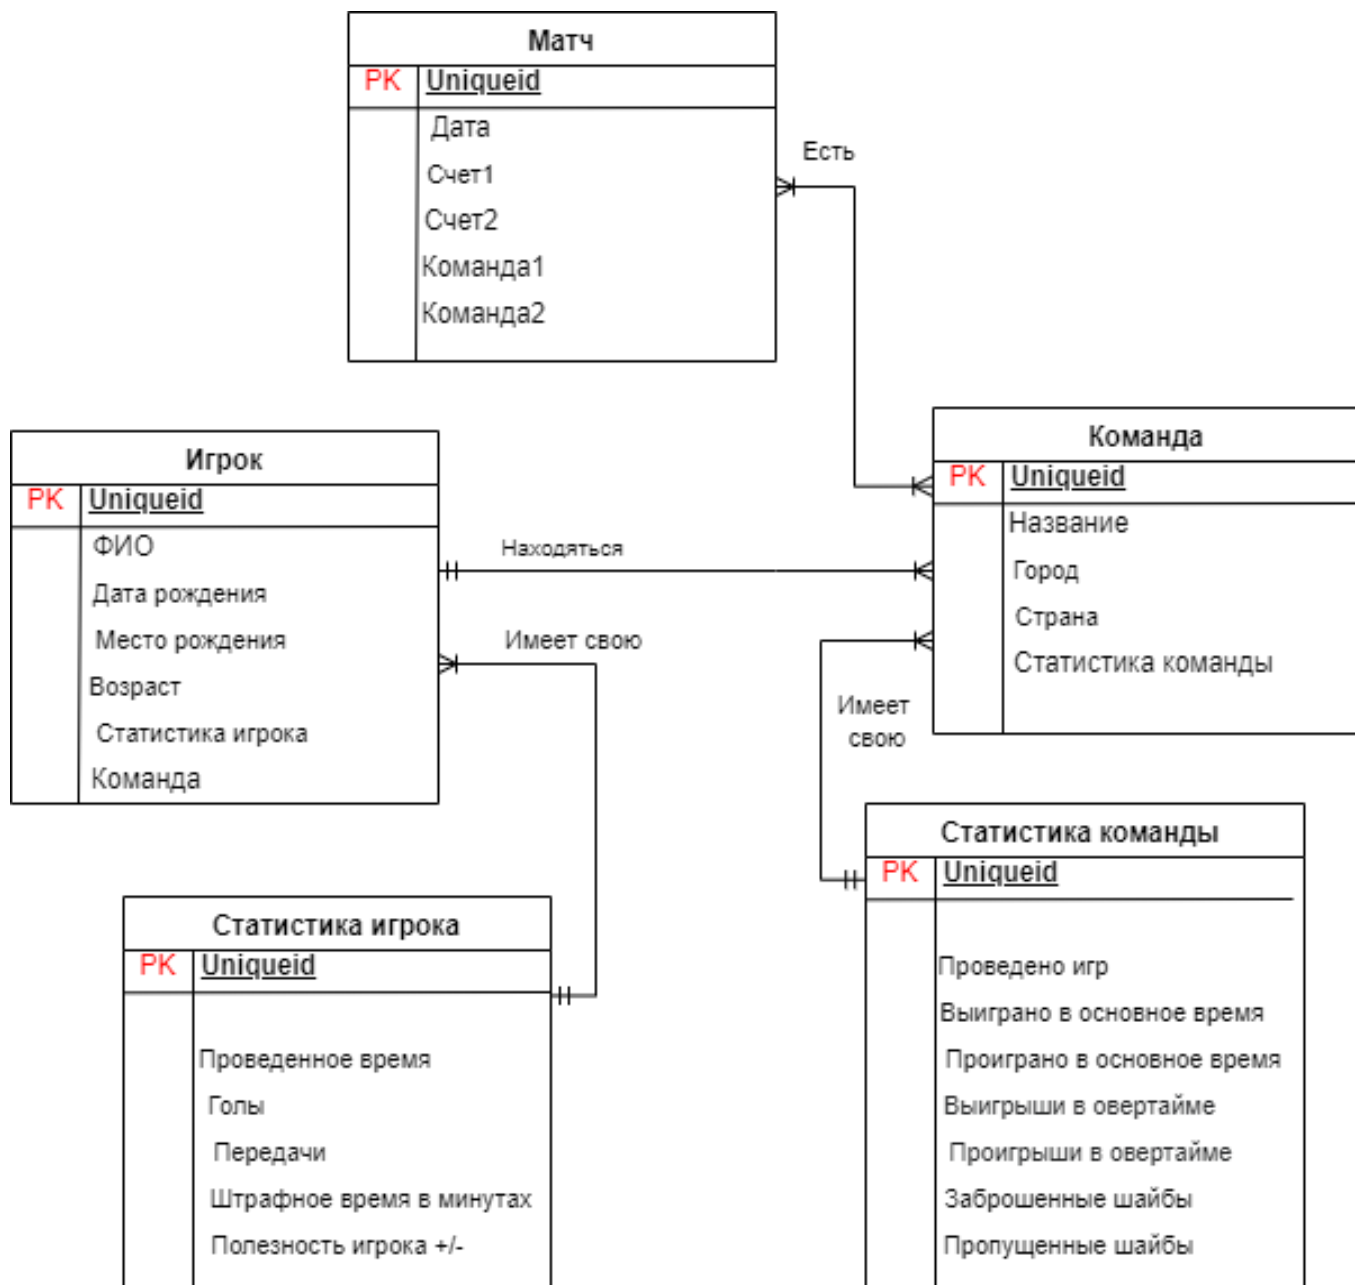 Матч
PK Uniqueid
Дата
Счет1
Счет2
Команда1
Команда2
Есть
Игрок
PK Uniqueid
ФИО
Дата рождения
Место рождения
Возраст
Статистика игрока
Команда
Находяться
Имеет свою
Команда
PK Uniqueid
Название
Город
Страна
Статистика команды
Имеет
свою
Статистика игрока
PK Uniqueid
Проведенное время
Голы
Передачи
Штрафное время в минутах
Полезность игрока +/-
Статистика команды
PK Uniqueid
Проведено игр
Выиграно в основное время
Проиграно в основное время
Выигрыши в овертайме
Проигрыши в овертайме
Заброшенные шайбы
Пропущенные шайбы